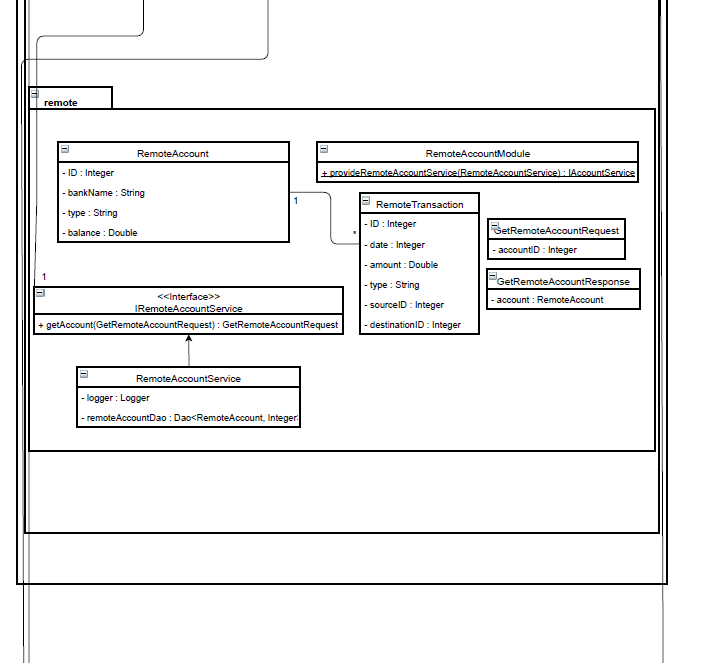 remote
RemoteAccount
- ID : Integer
- bankName : String
- type : String
- balance : Double
RemoteAccountModule
+ provideRemoteAccountService(RemoteAccountService) : IAccountService
1
*
RemoteTransaction
- ID : Integer
- date : Integer
- amount : Double
- type : String
- sourceID : Integer
- destinationID : Integer
GetRemoteAccountRequest
- accountID : Integer
GetRemoteAccountResponse
- account : RemoteAccount
1
<<Interface>>
IRemoteAccountService
+ getAccount(GetRemoteAccountRequest) : GetRemoteAccountRequest
RemoteAccountService
- logger : Logger
- remoteAccountDao : Dao<RemoteAccount, Integer